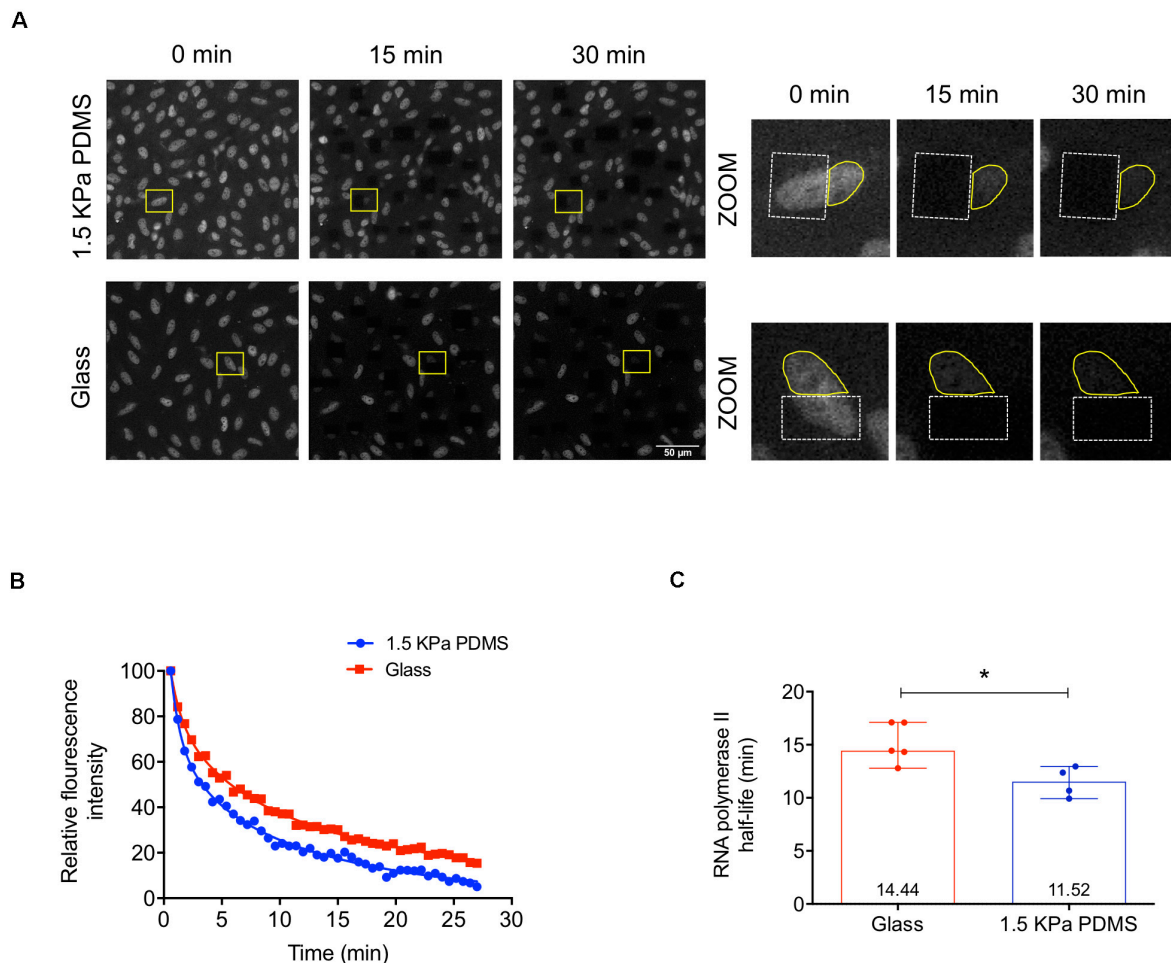 A
0 min
15 min
30 min
1.5 KPa PDMS
Glass
50 µm
0 min
15 min
30 min
ZOOM
ZOOM
B
1.5 KPa PDMS
Glass
Relative flourescence
intensity
100
80
60
40
20
0
0
5
10
15
20
25
30
Time (min)
C
*
RNA polymerase II
half-life (min)
20
15
10
5
0
14.44
11.52
Glass
1.5 KPa PDMS